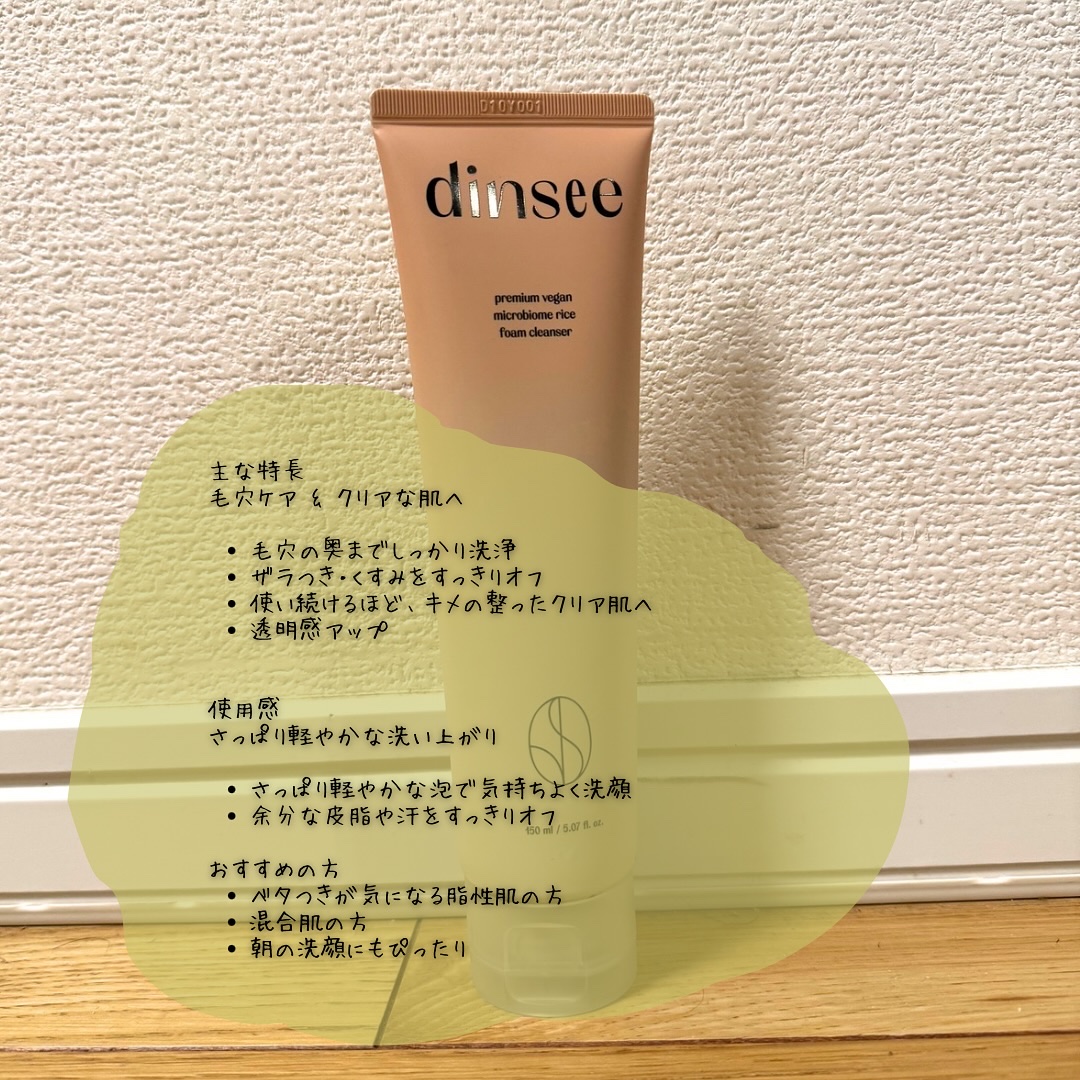 D10Y001
dinsee
premium vegan
microbiome rice
foam cleanser
主な特長
毛穴ケア & クリアな肌へ
• 毛穴の奥までしっかり洗浄
• ザラつき・くすみをすっきりオフ
• 使い続けるほど、キメの整ったクリア肌へ
• 透明感アップ
使用感
さっぱり軽やかな洗い上がり
• さっぱり軽やかな泡で気持ちよく洗顔
• 余分な皮脂や汗をすっきりオフ
150 ml / 5.07 fl. oz.
おすすめの方
• ベタつきが気になる脂性肌の方
• 混合肌の方
• 朝の洗顔にもぴったり